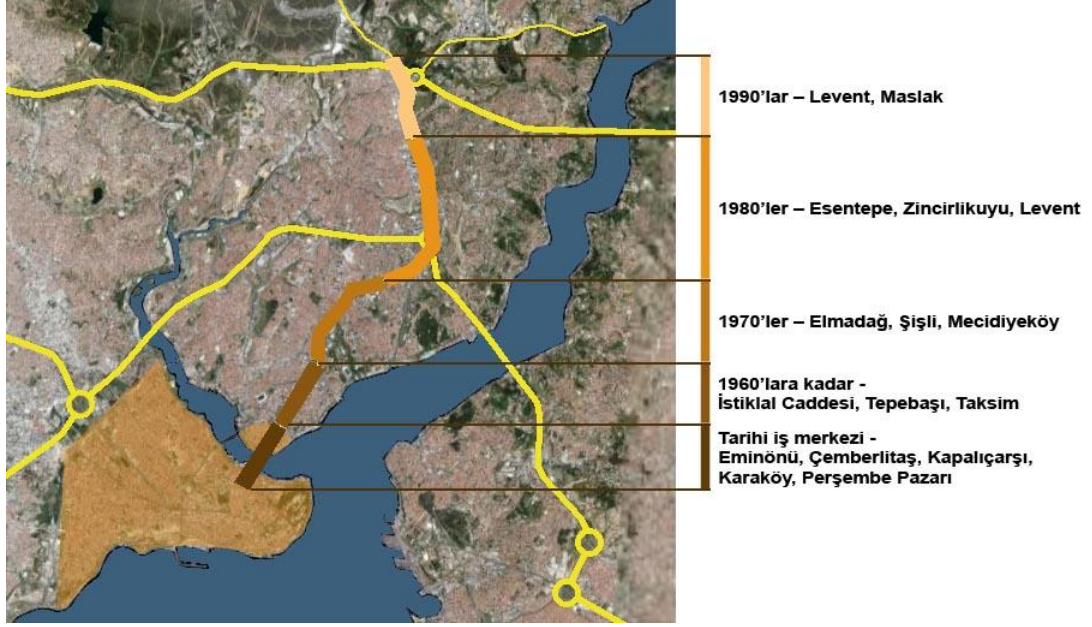 1990'lar – Levent, Maslak
1980'ler – Esentepe, Zincirlikuyu, Levent
1970'ler – Elmadağ, Şişli, Mecidiyeköy
1960'lara kadar -
İstiklal Caddesi, Tepebaşı, Taksim
Tarihi iş merkezi -
Eminönü, Çemberlitaş, Kapalıçarşı,
Karaköy, Perşembe Pazarı